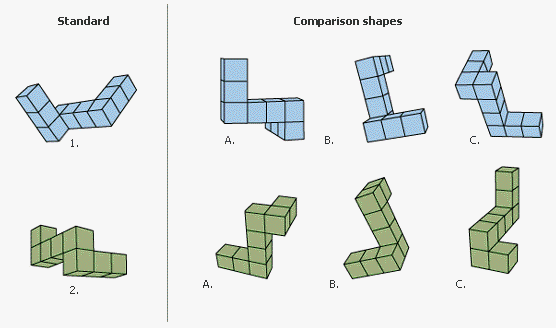 Standard
Comparison shapes
1.
A.
B.
C.
2.
A.
B.
C.